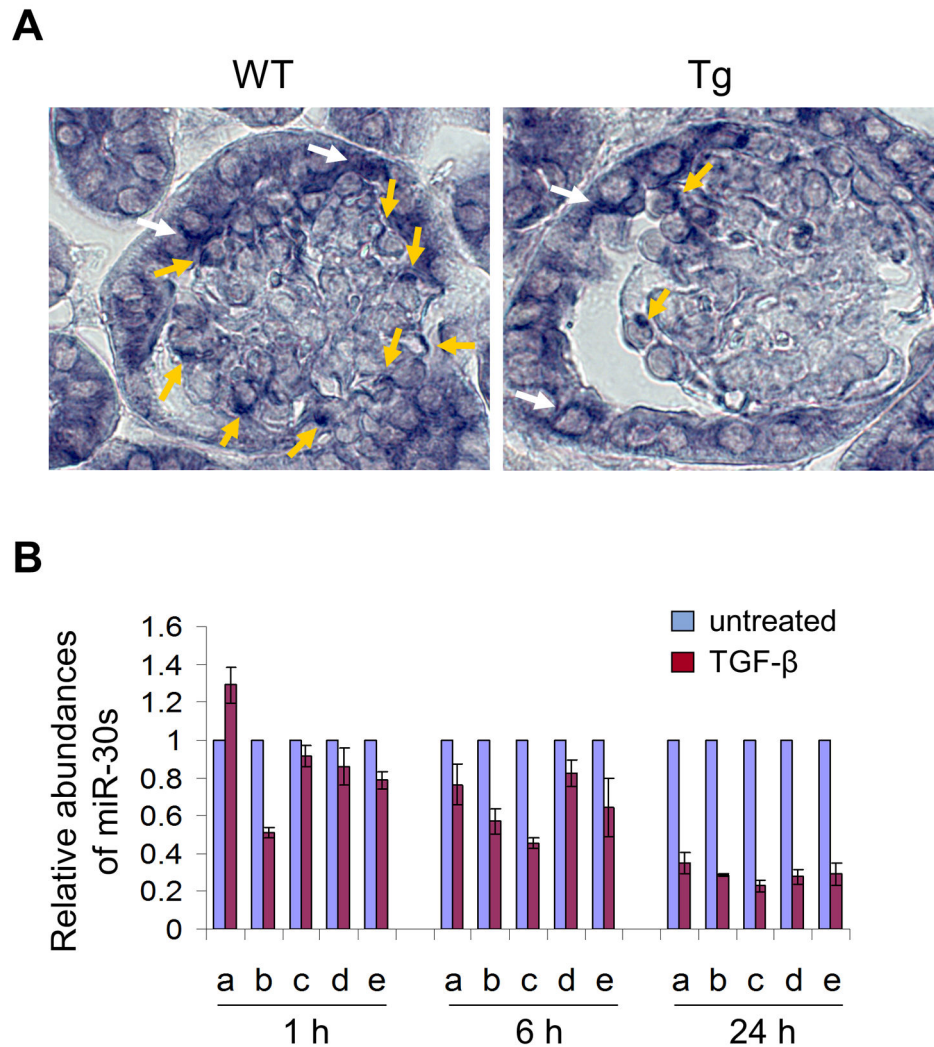 A
WT Tg
B
untreated
TGF-β
Relative abundances
of miR-30s
1.6
1.4
1.2
1
0.8
0.6
0.4
0.2
0
a b c d e a b c d e a b c d e
1 h 6 h 24 h